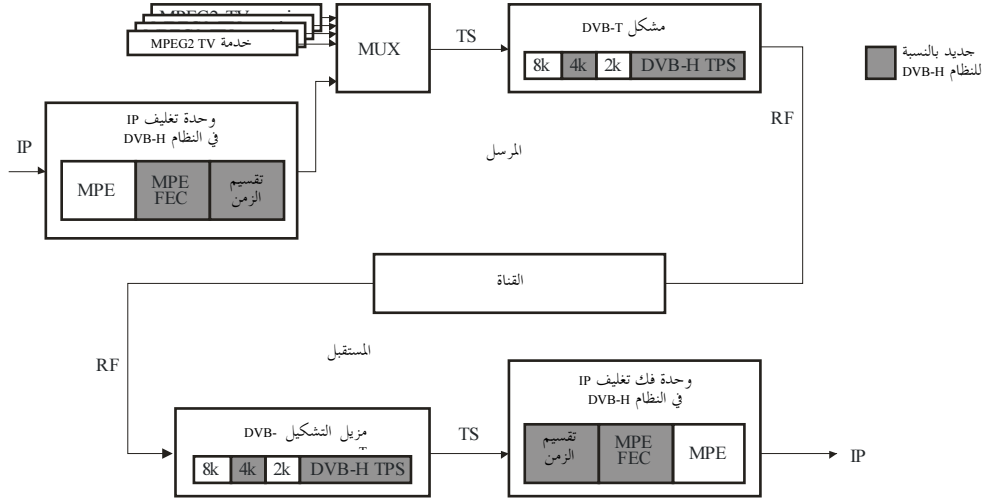 خدمة MPEG2 TV
MUX
TS
مشكل DVB-T
8k 4k 2k DVB-H TPS
جديد بالنسبة
للنظام DVB-H
RF
وحدة تغليف IP
في النظام DVB-H
IP
MPE
MPE
FEC
تقسيم
الزمن
المرسل
القناة
المستقبل
RF
مزيل التشكيل DVB-
8k 4k 2k DVB-H TPS
TS
وحدة فك تغليف IP
في النظام DVB-H
تقسيم
الزمن
MPE
FEC
MPE
IP